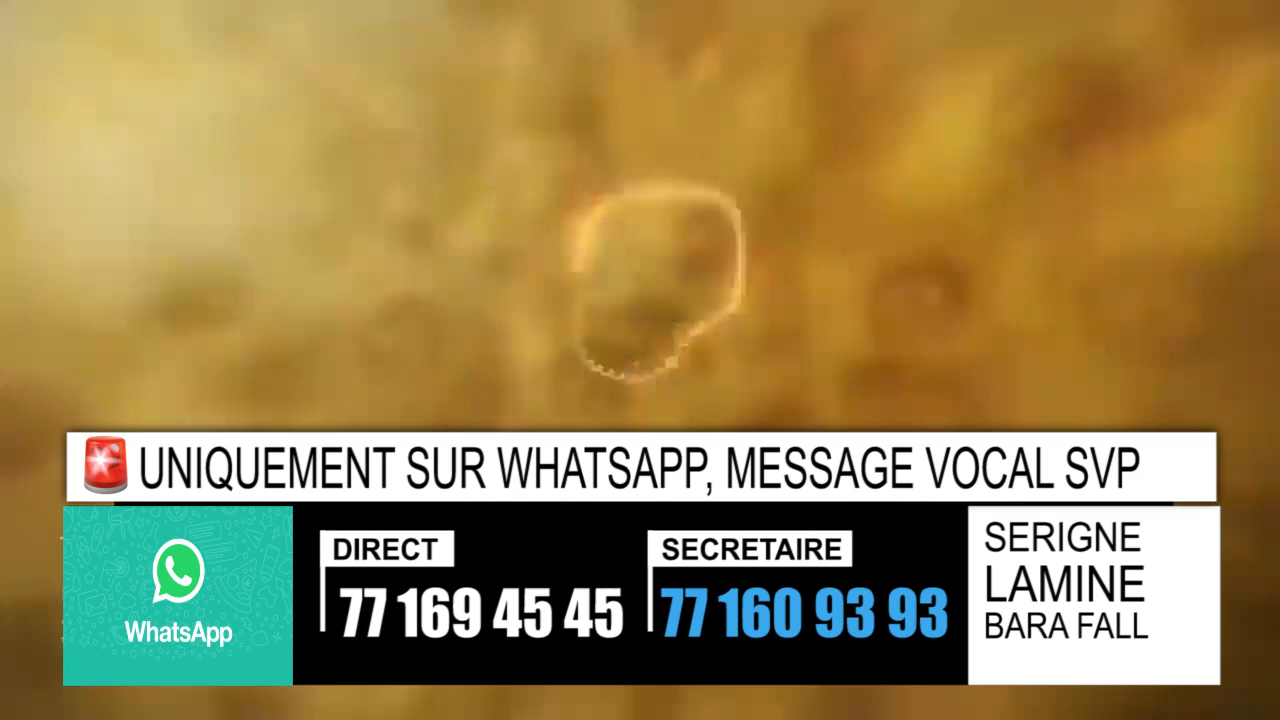 UNIQUEMENT SUR WHATSAPP, MESSAGE VOCAL SVP
WhatsApp
DIRECT
77 169 45 45
SECRETAIRE
77 160 93 93
SERIGNE
LAMINE
BARA FALL